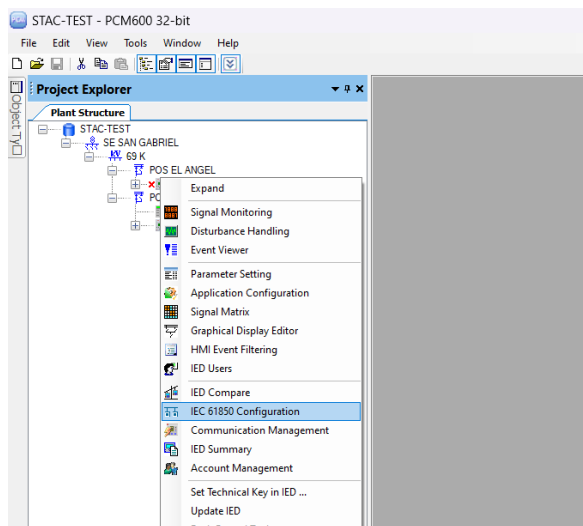 STAC-TEST - PCM600 32-bit
File Edit View Tools Window Help
Object Ty
Project Explorer
Plant Structure
STAC-TEST
SE SAN GABRIEL
69 K
POS EL ANGEL
Expand
Signal Monitoring
Disturbance Handling
Event Viewer
Parameter Setting
Application Configuration
Signal Matrix
Graphical Display Editor
HMI Event Filtering
IED Users
IED Compare
IEC 61850 Configuration
Communication Management
IED Summary
Account Management
Set Technical Key in IED ...
Update IED